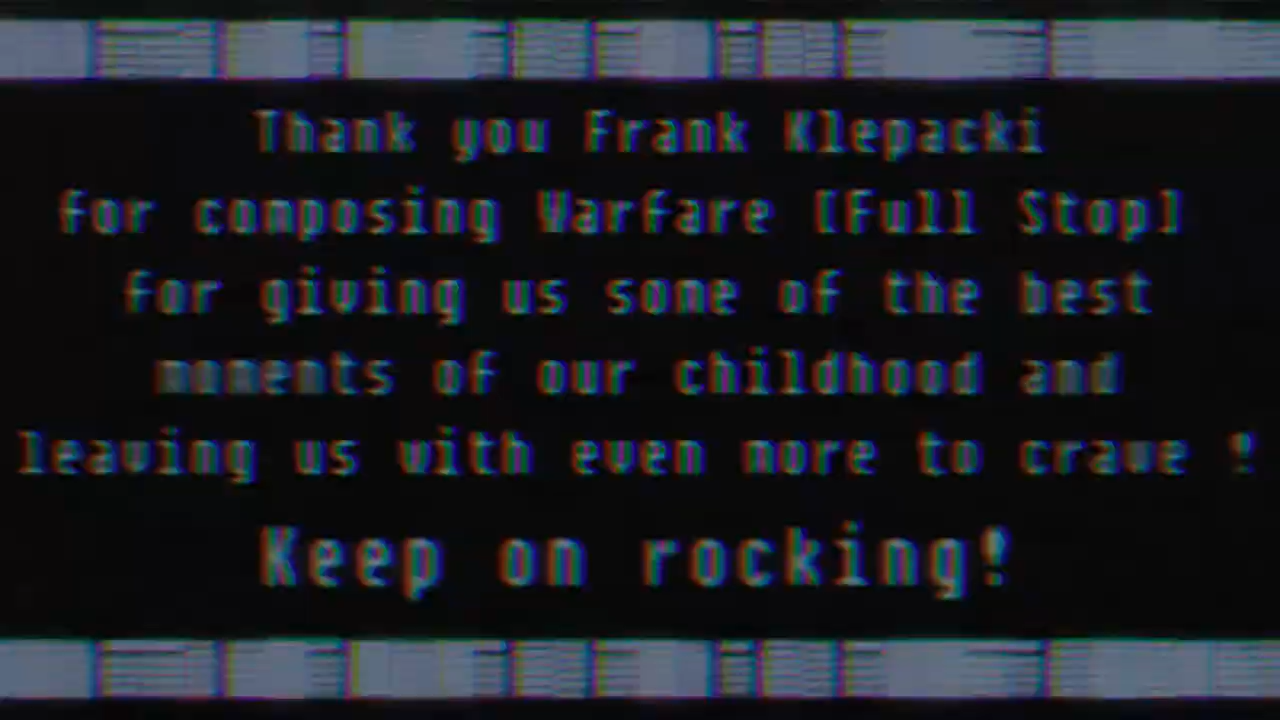 Thank you Frank Klepacki
for composing Warfare [Full Stop]
for giving us some of the best
moments of our childhood and
leaving us with even more to crave !
Keep on rocking!